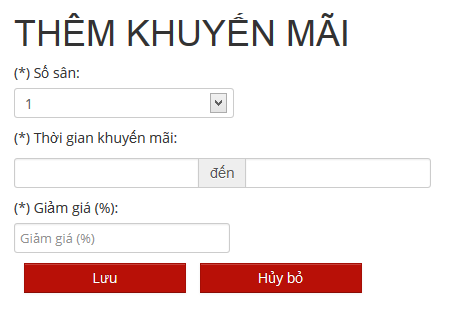 THÊM KHUYẾN MÃI
(*) Số sân:
1
(*) Thời gian khuyến mãi:
đến
(*) Giảm giá (%):
Giảm giá (%)
Lưu Hủy bỏ